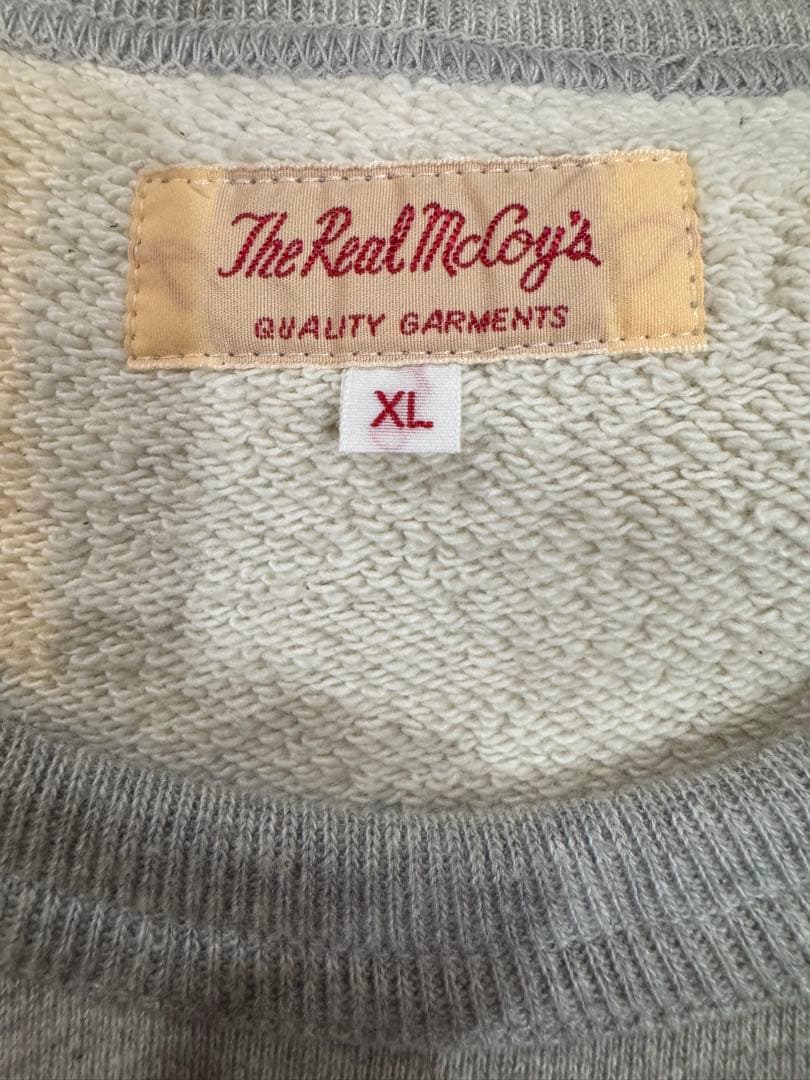 The Real McCoy's
QUALITY GARMENTS
XL